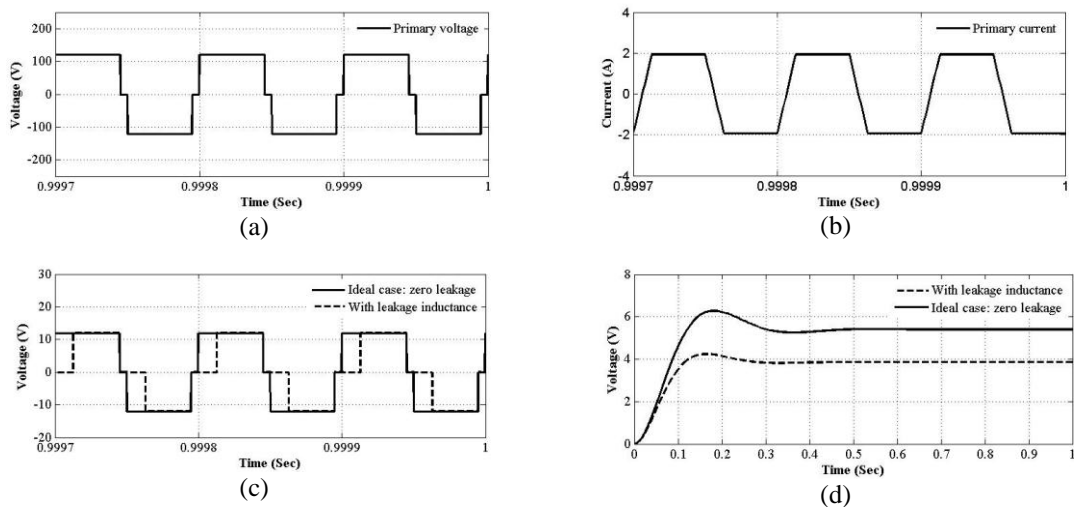 200
100
0
-100
-200
Voltage (V)
Primary voltage
0.9997
0.9998
0.9999
1
Time (Sec)
(a)
4
2
0
-2
-4
Current (A)
Primary current
0.9997
0.9998
0.9999
1
Time (Sec)
(b)
30
20
10
0
-10
-20
Voltage (V)
Ideal case: zero leakage
With leakage inductance
0.9997
0.9998
0.9999
1
Time (Sec)
(c)
8
6
4
2
0
Voltage (V)
With leakage inductance
Ideal case: zero leakage
0
0.1
0.2
0.3
0.4
0.5
0.6
0.7
0.8
0.9
1
Time (Sec)
(d)